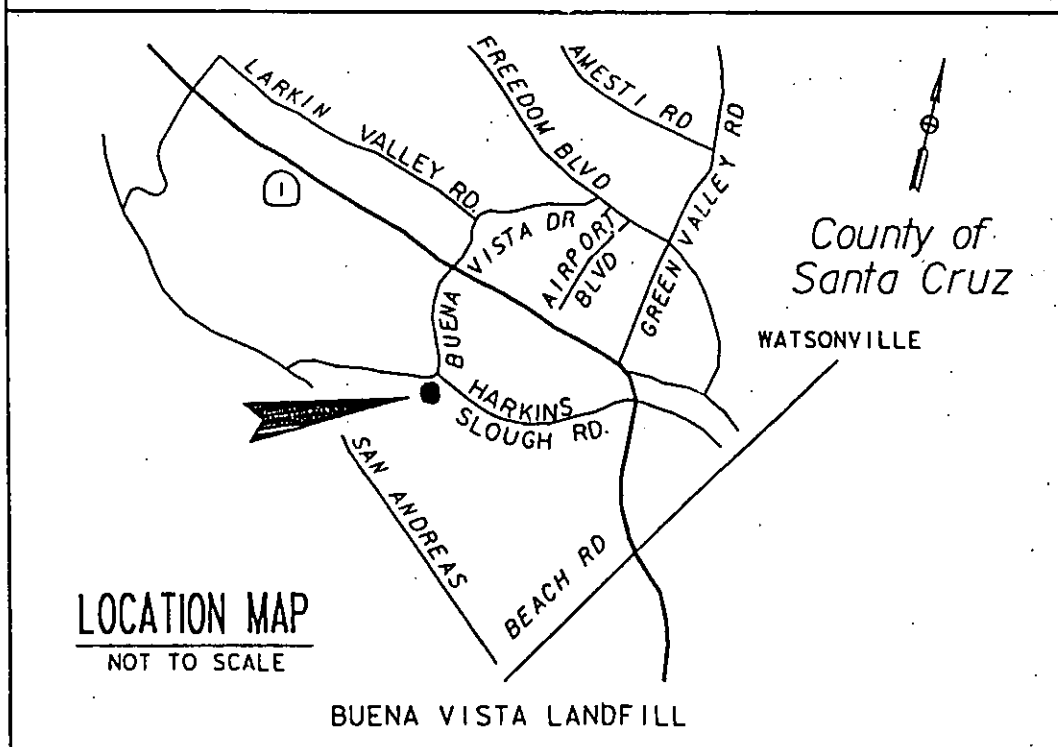 LARKIN VALLEY RD.
FREEDOM BLVD
AMESTI RD
GREEN VALLEY RD
1
VISTA DR
AIRPORT
BLVD
BUENA
County of
Santa Cruz
WATSONVILLE
HARKINS
SLOUGH RD.
SAN ANDREAS
BEACH RD
LOCATION MAP
NOT TO SCALE
BUENA VISTA LANDFILL